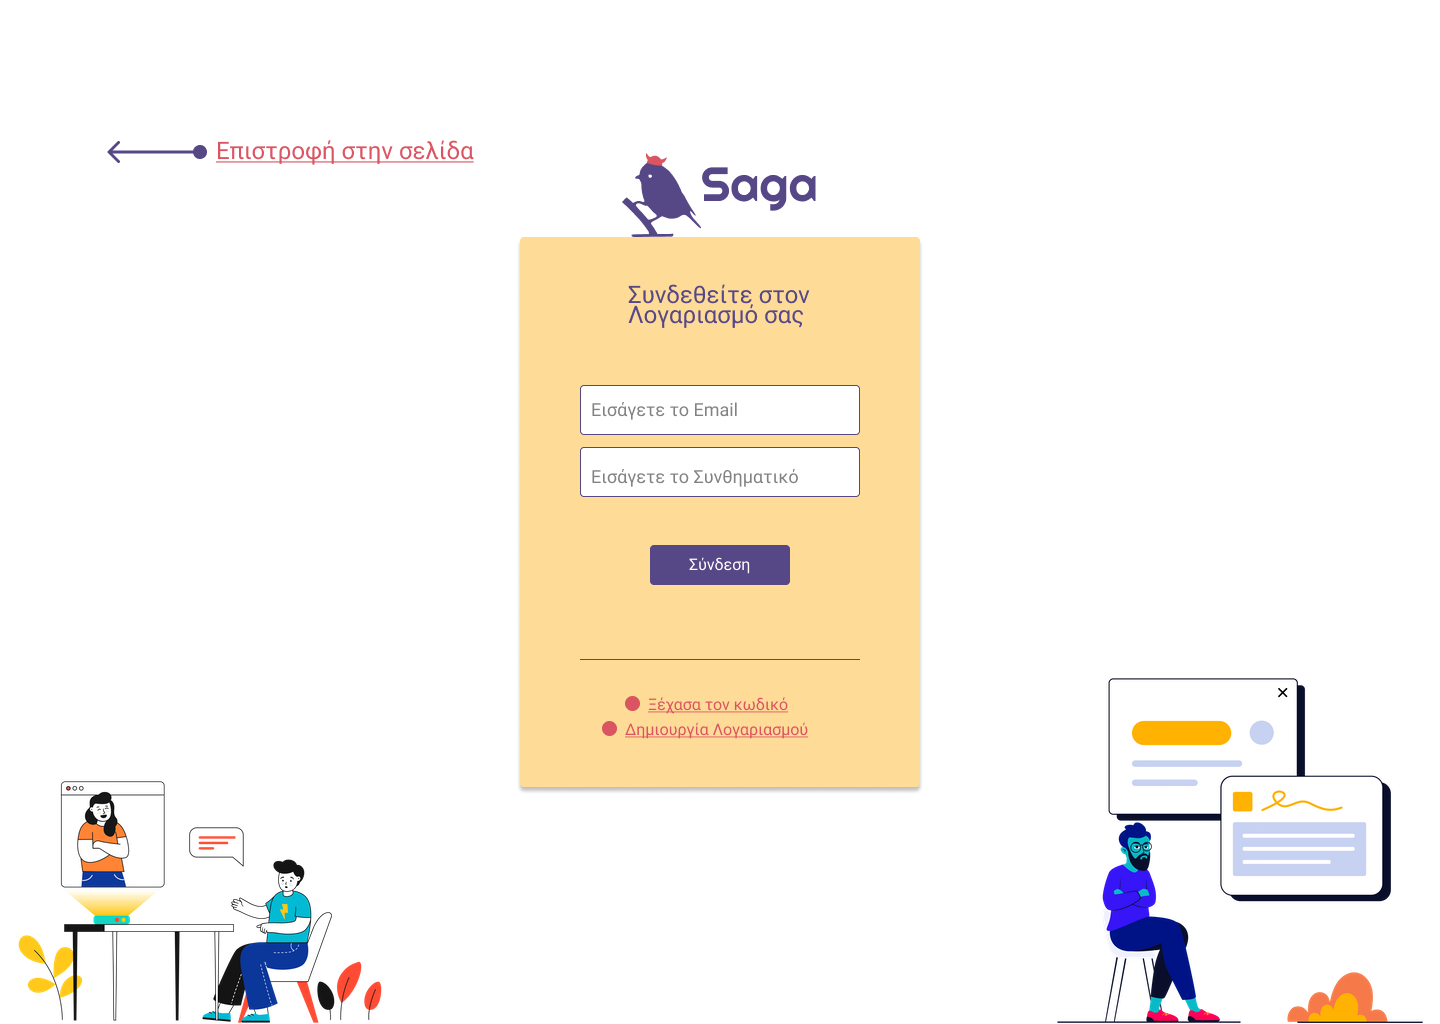 Επιστροφή στην σελίδα
Saga
Συνδεθείτε στον
Λογαριασμό σας
Εισάγετε το Email
Εισάγετε το Συνθηματικό
Σύνδεση
Ξέχασα τον κωδικό
Δημιουργία Λογαριασμού